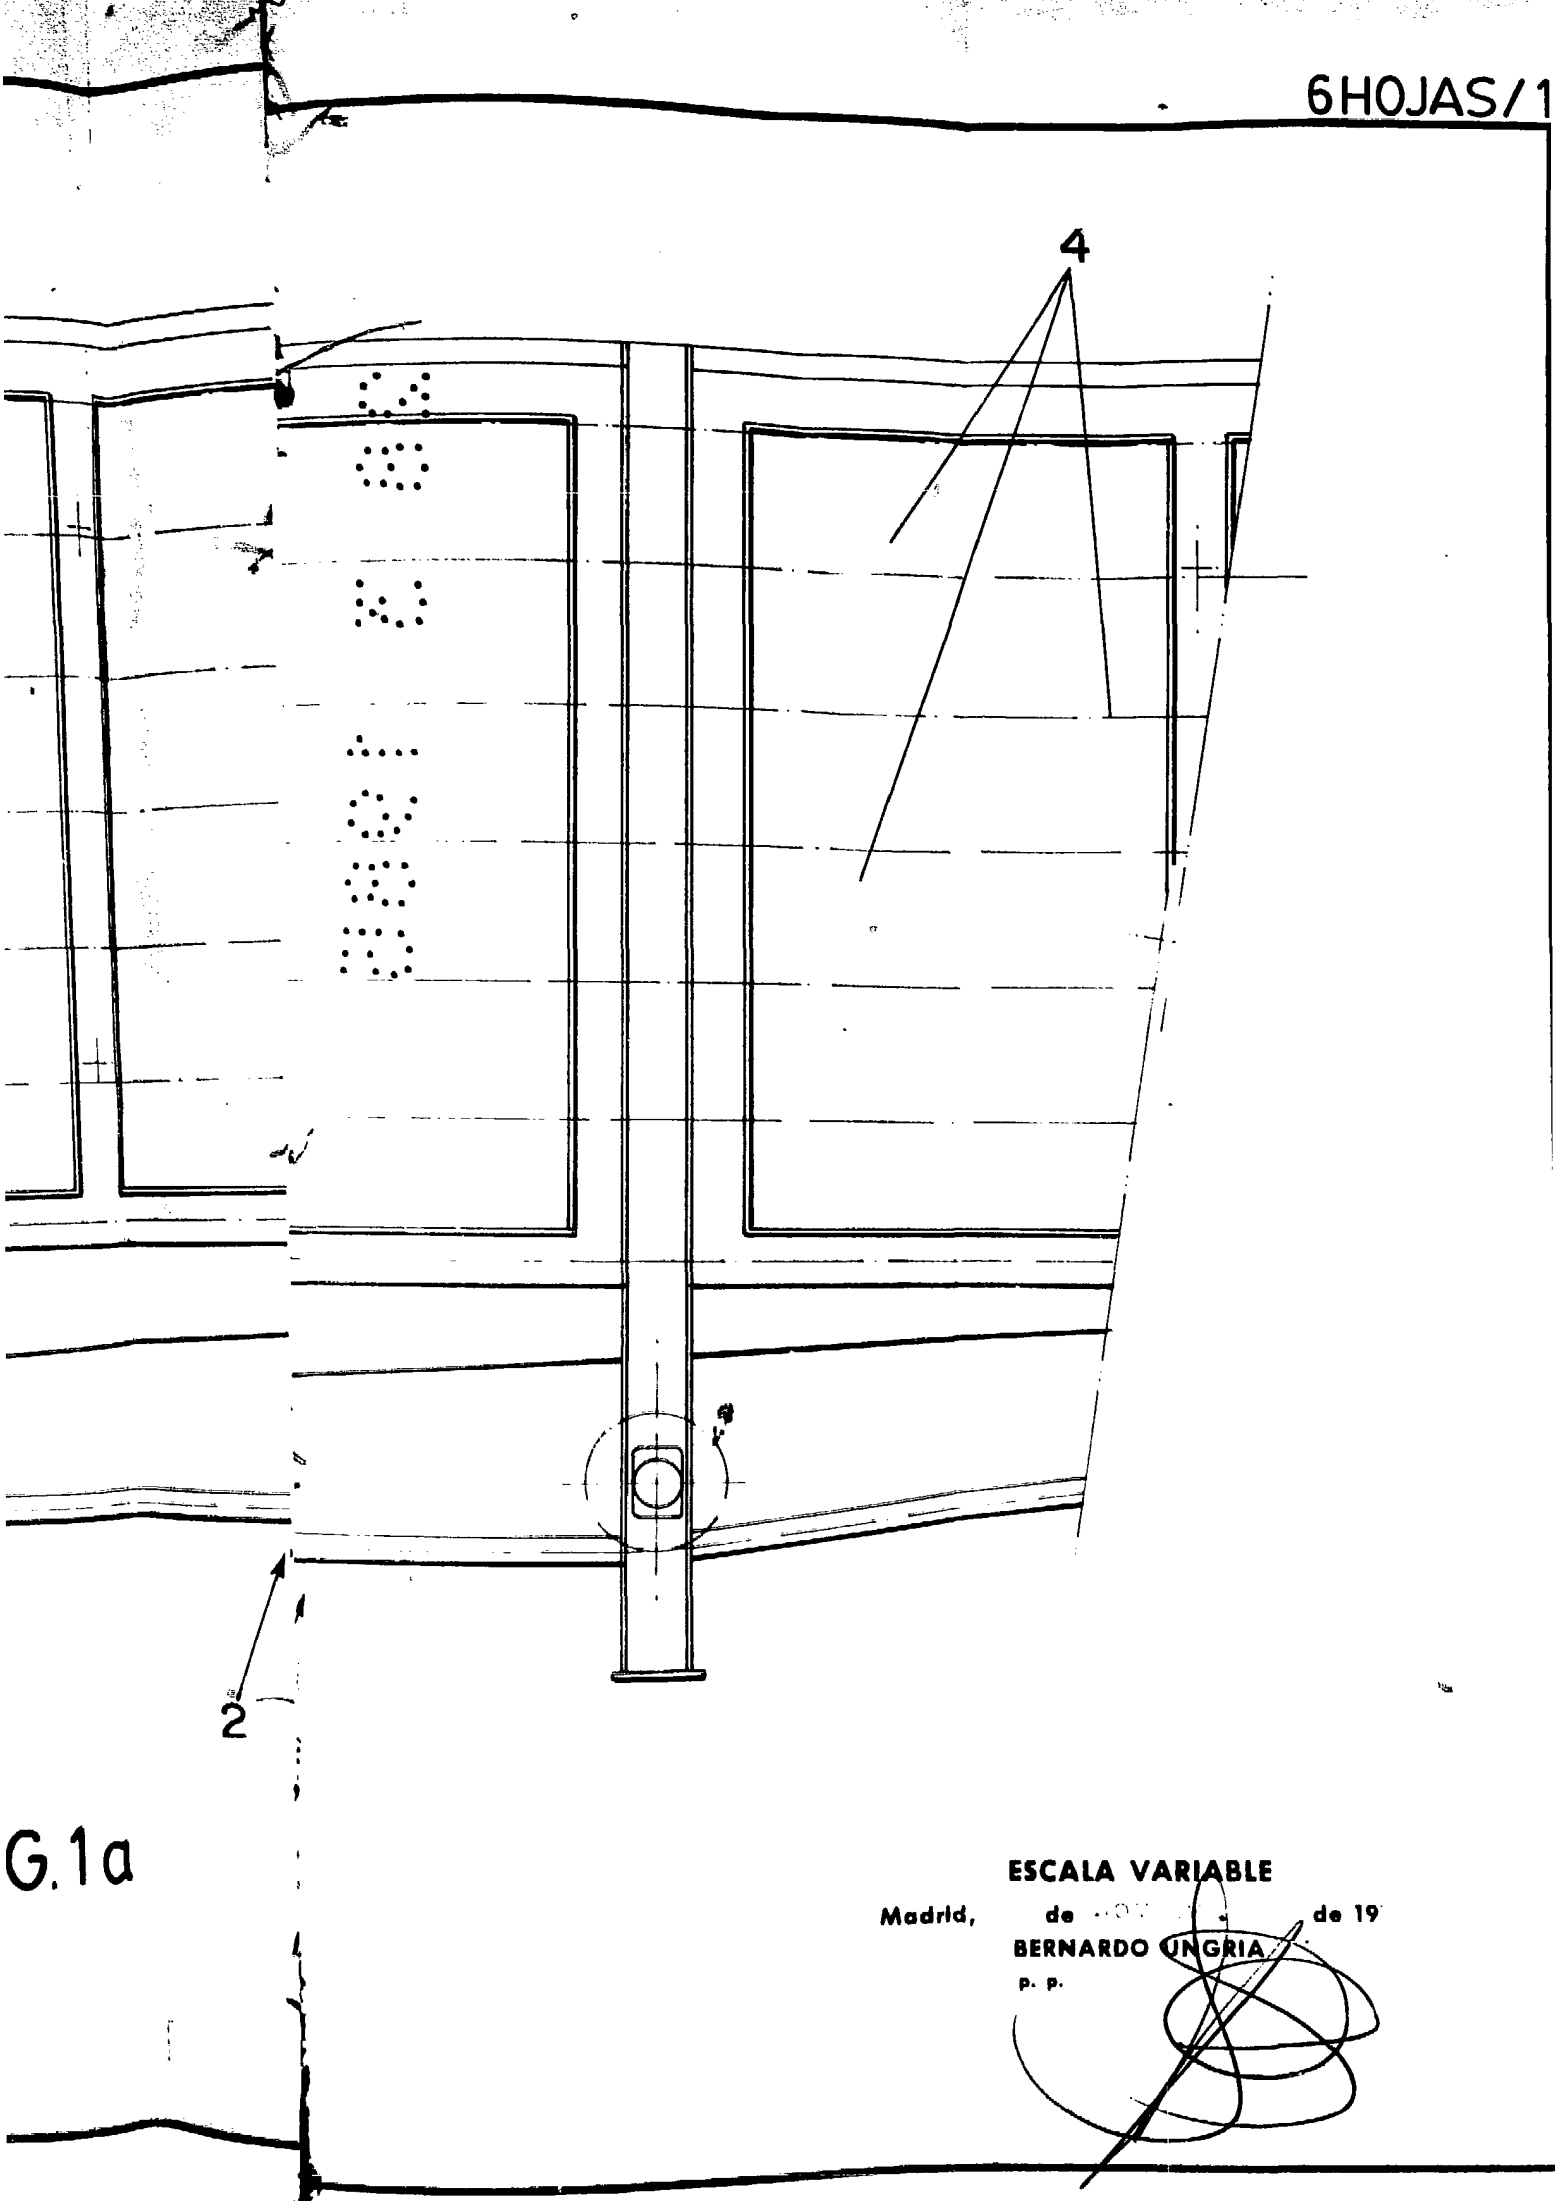 6HOJAS/1
4
2
G.1a
ESCALA VARIABLE
Madrid, de de 19
BERNARDO UNGRIA
p. p.